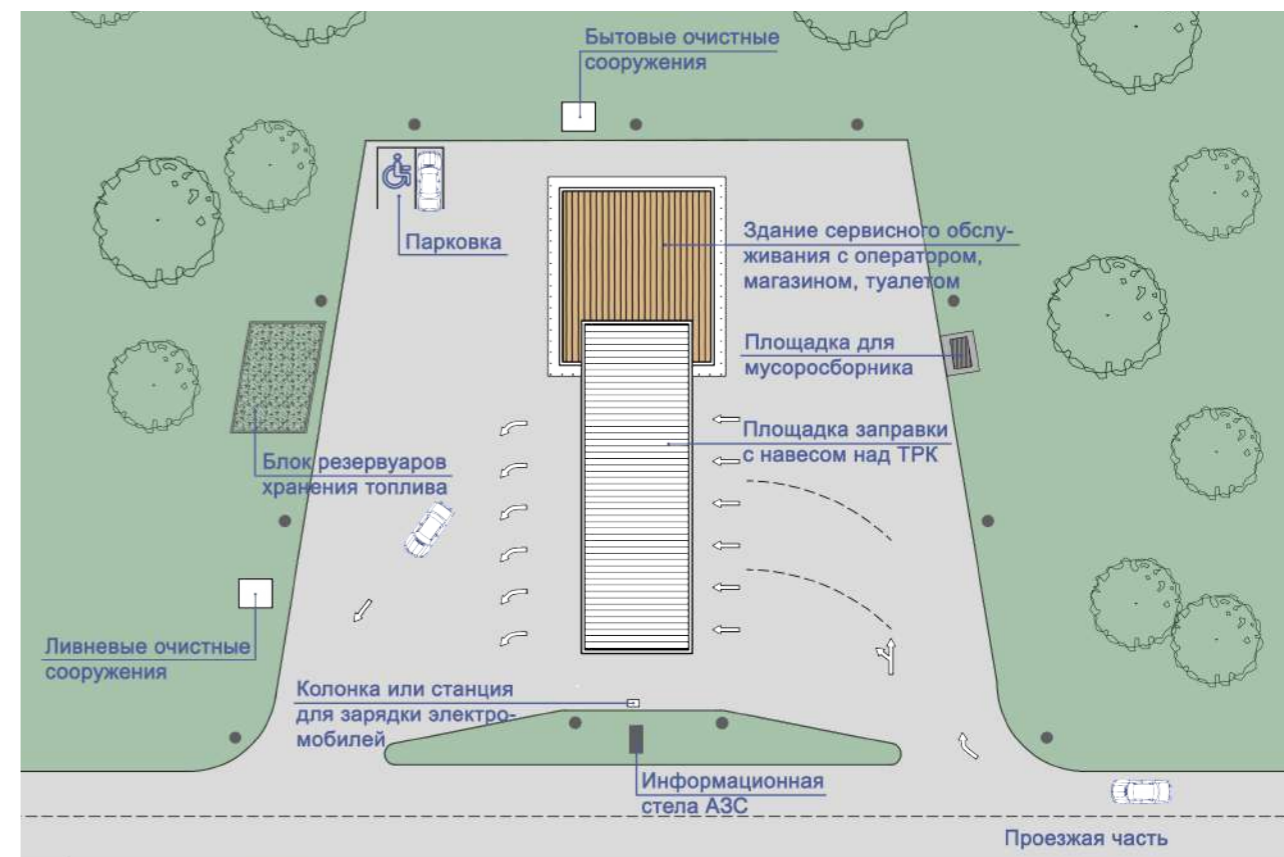 Бытовые очистные
сооружения
Парковка
Здание сервисного обслу-
живания с оператором,
магазином, туалетом
Площадка для
мусоросборника
Площадка заправки
с навесом над ТРК
Блок резервуаров
хранения топлива
Ливневые очистные
сооружения
Колонка или станция
для зарядки электро-
мобилей
Информационная
стела АЗС
Проезжая часть